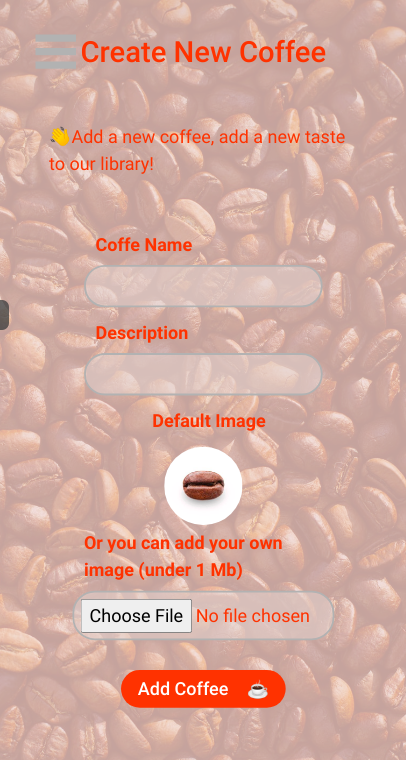 Create New Coffee
👋Add a new coffee, add a new taste
to our library!
Coffe Name
Description
Default Image
Or you can add your own
image (under 1 Mb)
Choose File No file chosen
Add Coffee ☕